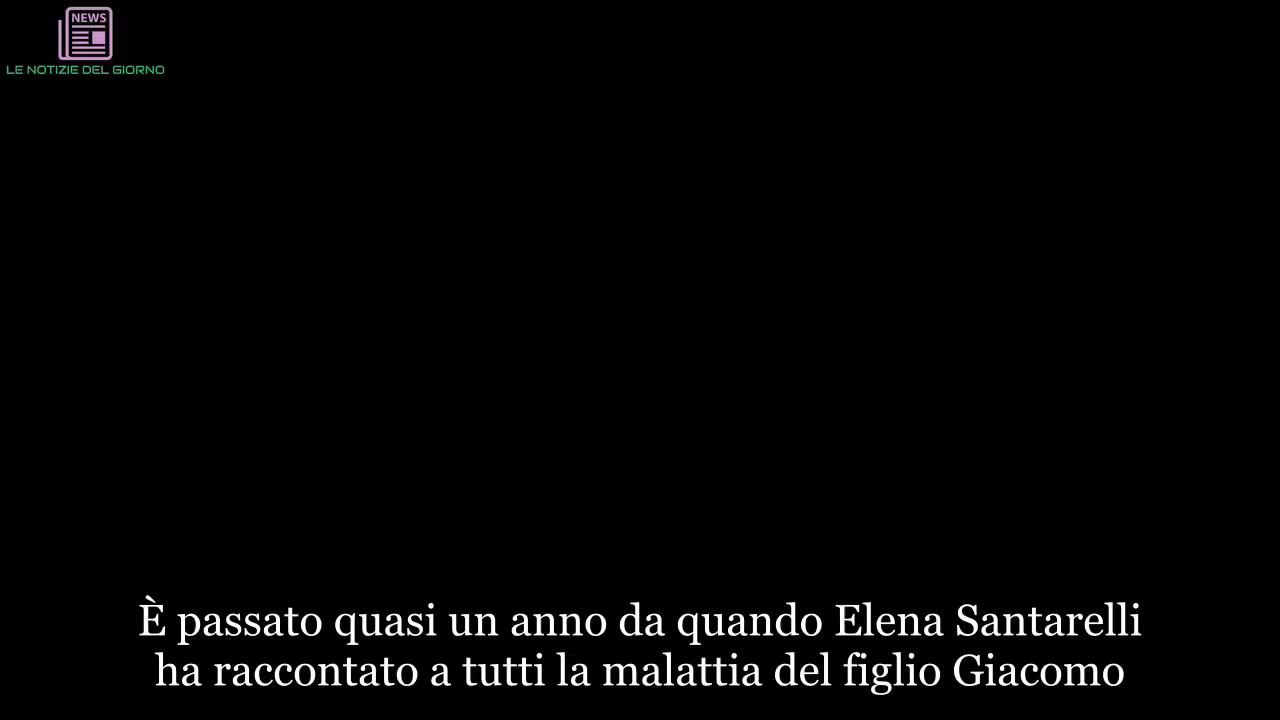 NEWS
LE NOTIZIE DEL GIORNO
È passato quasi un anno da quando Elena Santarelli
ha raccontato a tutti la malattia del figlio Giacomo